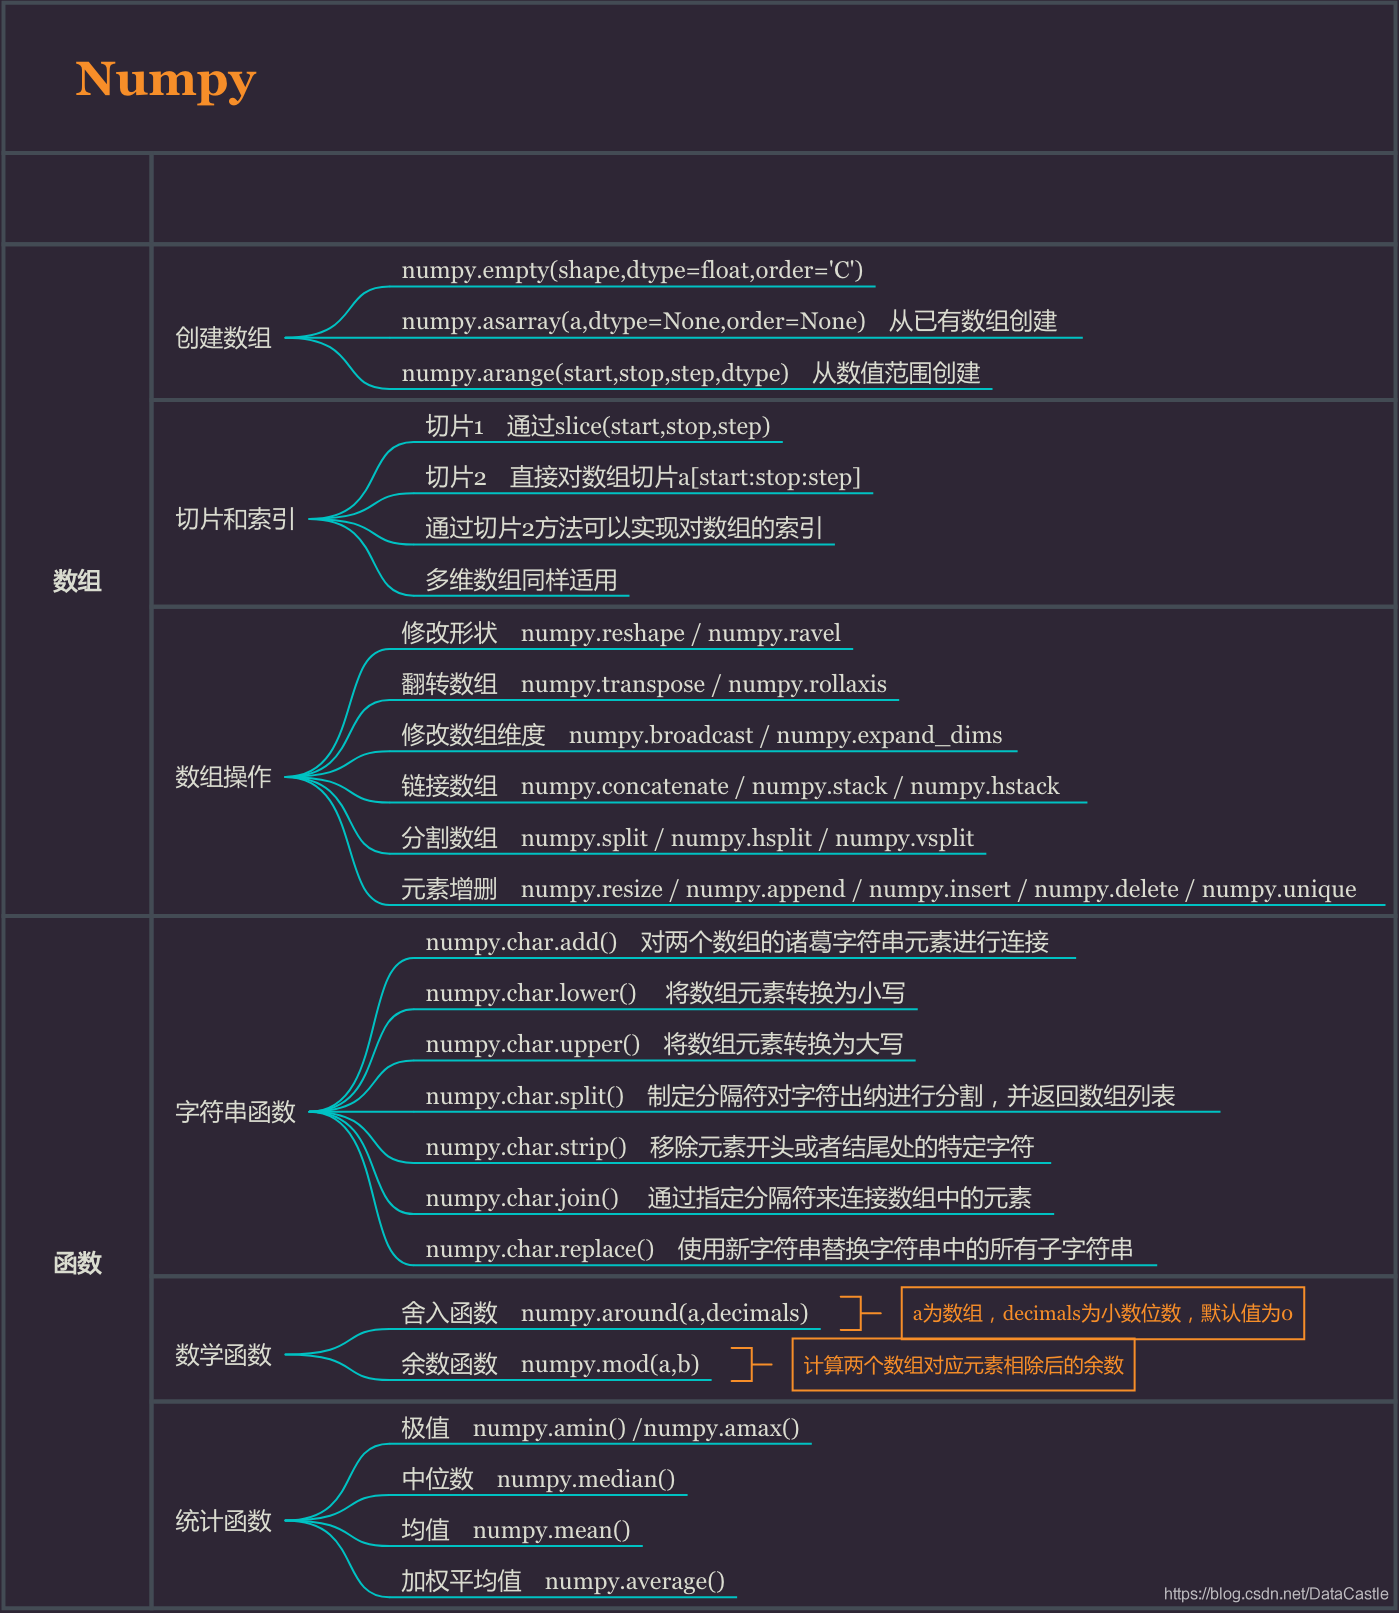 Numpy
数组
创建数组
numpy.empty(shape,dtype=float,order='C')
numpy.asarray(a,dtype=None,order=None) 从已有数组创建
numpy.arange(start,stop,step,dtype) 从数值范围创建
切片和索引
切片1 通过slice(start,stop,step)
切片2 直接对数组切片a[start:stop:step]
通过切片2方法可以实现对数组的索引
多维数组同样适用
数组操作
修改形状 numpy.reshape / numpy.ravel
翻转数组 numpy.transpose / numpy.rollaxis
修改数组维度 numpy.broadcast / numpy.expand_dims
链接数组 numpy.concatenate / numpy.stack / numpy.hstack
分割数组 numpy.split / numpy.hsplit / numpy.vsplit
元素增删 numpy.resize / numpy.append / numpy.insert / numpy.delete / numpy.unique
函数
字符串函数
numpy.char.add() 对两个数组的诸葛字符串元素进行连接
numpy.char.lower() 将数组元素转换为小写
numpy.char.upper() 将数组元素转换为大写
numpy.char.split() 制定分隔符对字符出纳进行分割，并返回数组列表
numpy.char.strip() 移除元素开头或者结尾处的特定字符
numpy.char.join() 通过指定分隔符来连接数组中的元素
numpy.char.replace() 使用新字符串替换字符串中的所有子字符串
数学函数
舍入函数 numpy.around(a,decimals) a为数组，decimals为小数位数，默认值为0
余数函数 numpy.mod(a,b) 计算两个数组对应元素相除后的余数
统计函数
极值 numpy.amin() /numpy.amax()
中位数 numpy.median()
均值 numpy.mean()
加权平均值 numpy.average()
https://blog.csdn.net/DataCastle